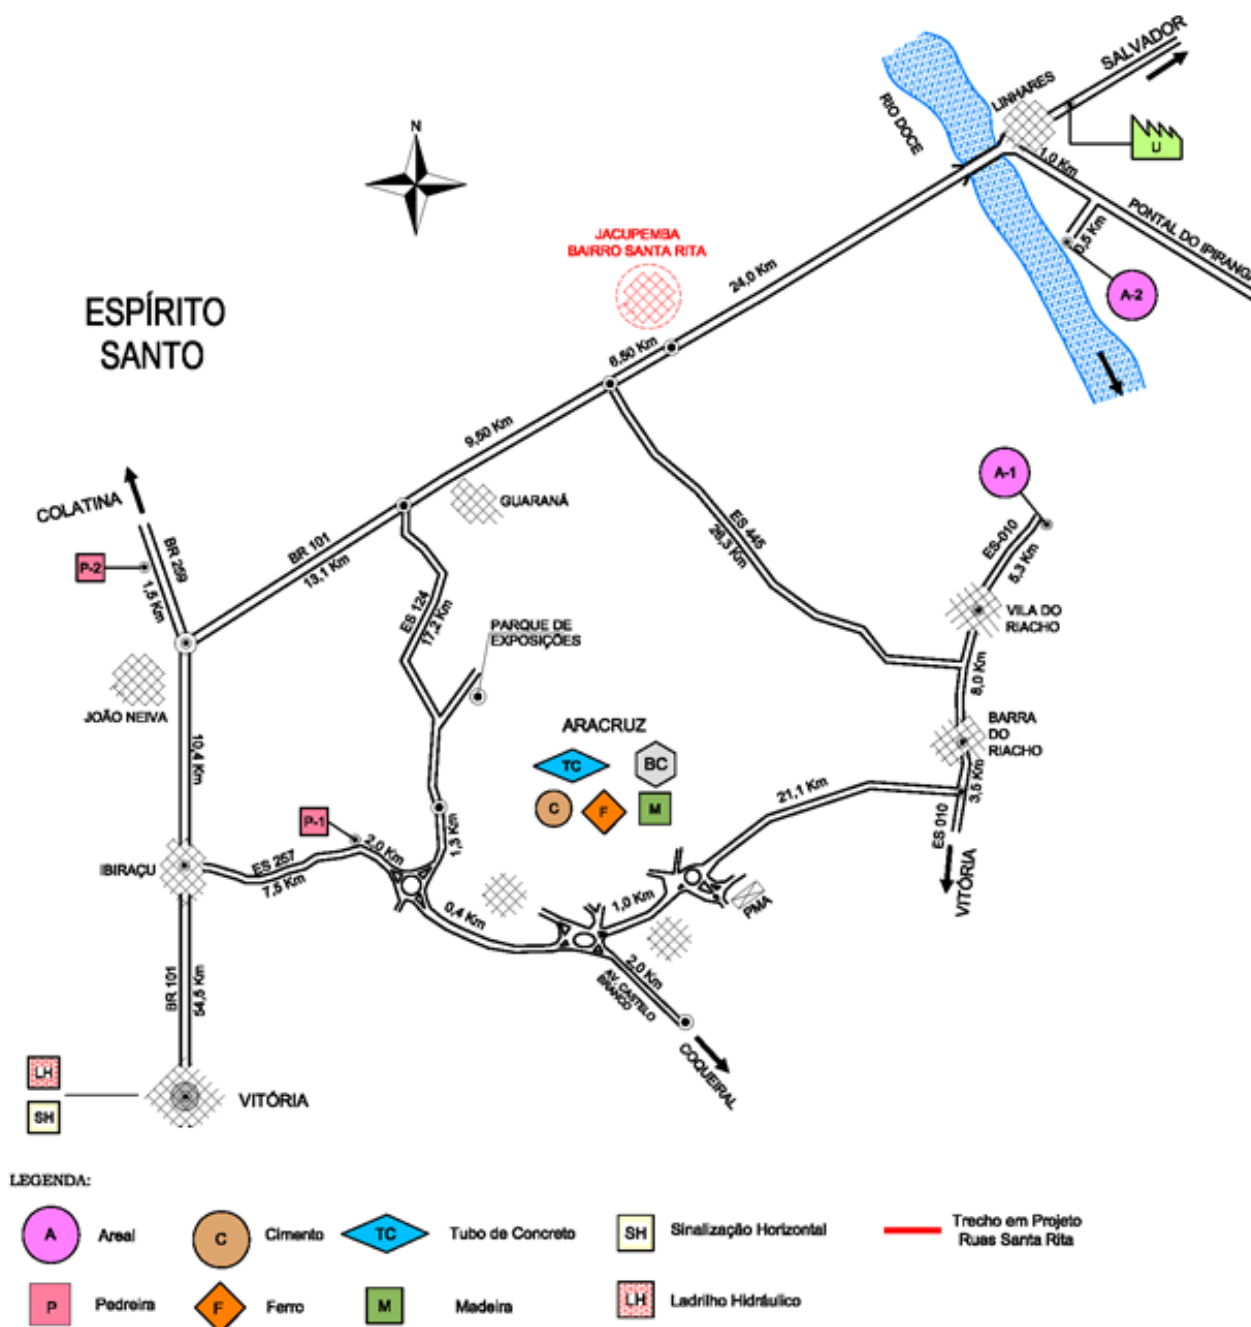 SALVADOR
LINHARES
RIO DOCE
U
1,0 Km
PONTAL DO IPIRANGA
0,5 Km
A-2
N
JACUPEMBA
BAIRRO SANTA RITA
24,0 Km
ESPÍRITO
SANTO
6,50 Km
9,50 Km
GUARANÁ
A-1
COLATINA
BR 259
P-2
1,5 Km
BR 101
13,1 Km
ES 445
26,3 Km
ES-010
5,3 Km
ES 124
17,2 Km
VILA DO
RIACHO
PARQUE DE
EXPOSIÇÕES
8,0 Km
JOÃO NEIVA
ARACRUZ
BARRA
DO
RIACHO
10,4 Km
TC
BC
C
F
M
21,1 Km
3,5 Km
P-1
1,3 Km
2,0 Km
ES 010
IBIRAÇU
ES 257
7,5 Km
VITÓRIA
0,4 Km
1,0 Km
PMA
BR 101
54,5 Km
2,0 Km
AV. CASTELO
BRANCO
COQUEIRAL
LH
SH
VITÓRIA
LEGENDA:
A Areal
C Cimento
TC Tubo de Concreto
SH Sinalização Horizontal
Trecho em Projeto
Ruas Santa Rita
P Pedreira
F Ferro
M Madeira
LH Ladrilho Hidráulico